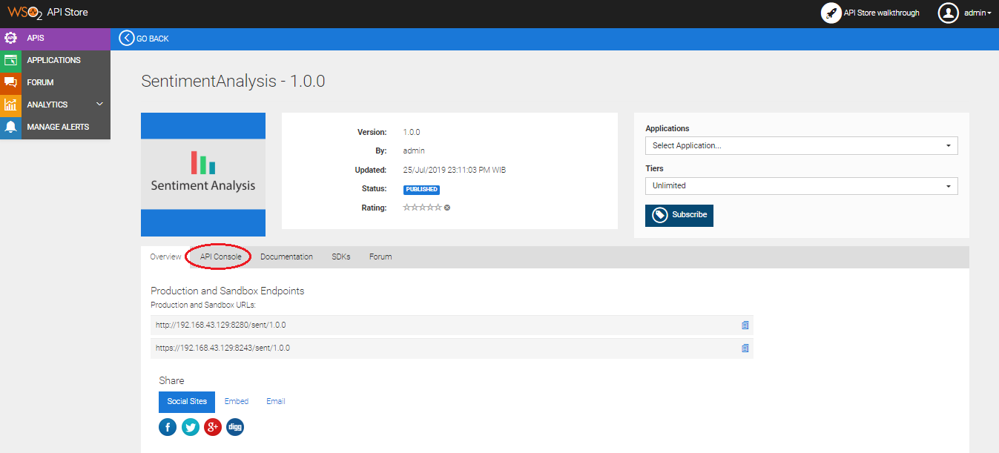 WSO2 API Store
API Store walkthrough
admin
APIS
GO BACK
APPLICATIONS
FORUM
ANALYTICS
MANAGE ALERTS
SentimentAnalysis - 1.0.0
Sentiment Analysis
Version: 1.0.0
By: admin
Updated: 25/Jul/2019 23:11:03 PM WIB
Status: PUBLISHED
Rating:
Applications
Select Application...
Tiers
Unlimited
Subscribe
Overview API Console Documentation SDKs Forum
Production and Sandbox Endpoints
Production and Sandbox URLs:
http://192.168.43.129:8280/sent/1.0.0
https://192.168.43.129:8243/sent/1.0.0
Share
Social Sites Embed Email
f g+ digg